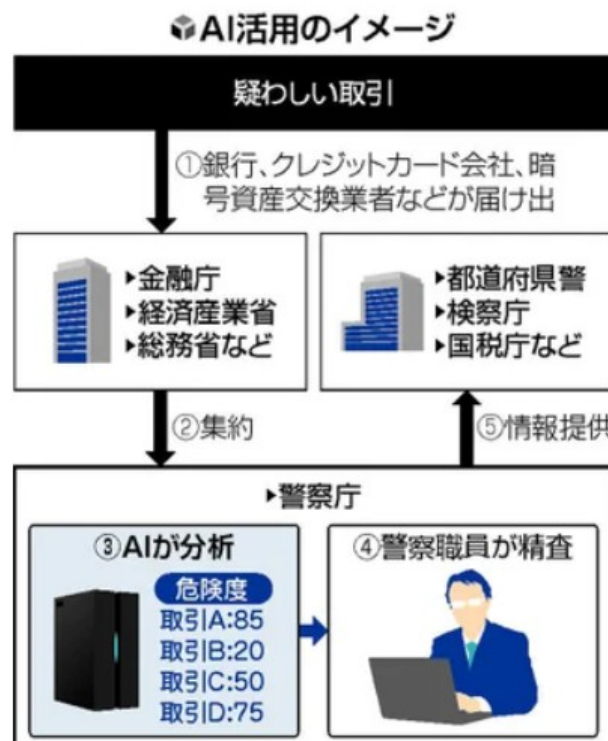 AI活用のイメージ
疑わしい取引
①銀行、クレジットカード会社、暗
号資産交換業者などが届け出
▶金融庁
▶経済産業省
▶総務省など
▶都道府県警
▶検察庁
▶国税庁など
②集約
⑤情報提供
▶警察庁
③AIが分析
危険度
取引A:85
取引B:20
取引C:50
取引D:75
④警察職員が精査